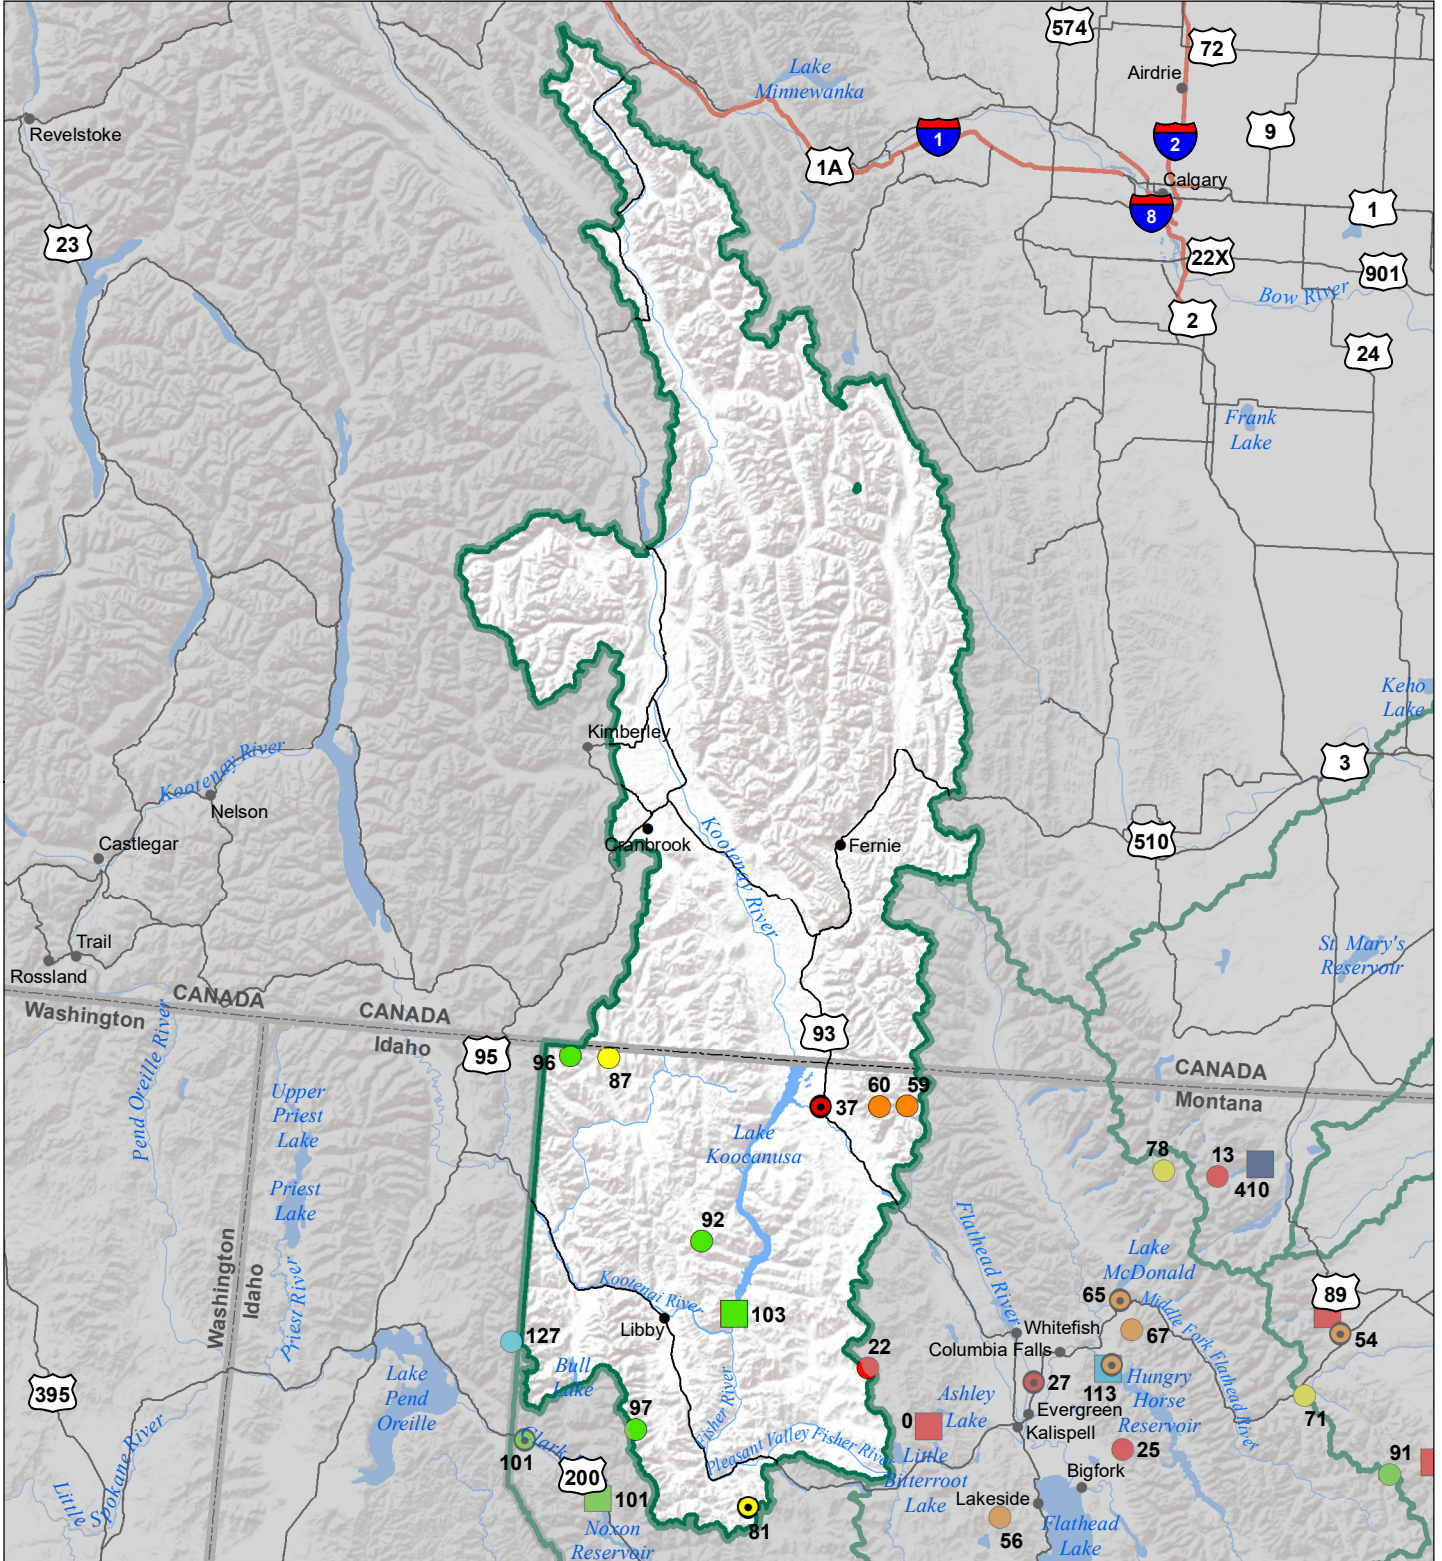 574
72
Airdrie
Lake
Minnewanka
Revelstoke
9
1
2
1A
Calgary
8
1
23
22X
901
Bow River
2
24
Frank
Lake
Keho
Lake
Kimberley
3
Kootenay River
Nelson
Castlegar
Cranbrook
Kootenay River
Fernie
510
Trail
Rossland
St. Mary's
Reservoir
CANADA
Washington
CANADA
Idaho
95
93
96
87
CANADA
Montana
Pend Oreille River
Upper
Priest
Lake
60
59
37
Lake
Koocanusa
78
13
410
Priest
Lake
92
Flathead River
Lake
McDonald
Washington
Idaho
Priest River
Kootenai River
103
Libby
65
Middle Fork Flathead River
89
54
67
Whitefish
Columbia Falls
127
Bull
Lake
22
395
Lake
Pend
Oreille
27
113
Hungry
Horse
Reservoir
Ashley
Lake
71
Fisher River
97
0
Evergreen
Kalispell
Clark
101
Pleasant Valley Fisher River
Little
Bitterroot
Lake
25
91
200
101
Bigfork
Little
Spokane River
Lakeside
81
56
Noxon
Reservoir
Flathead
Lake